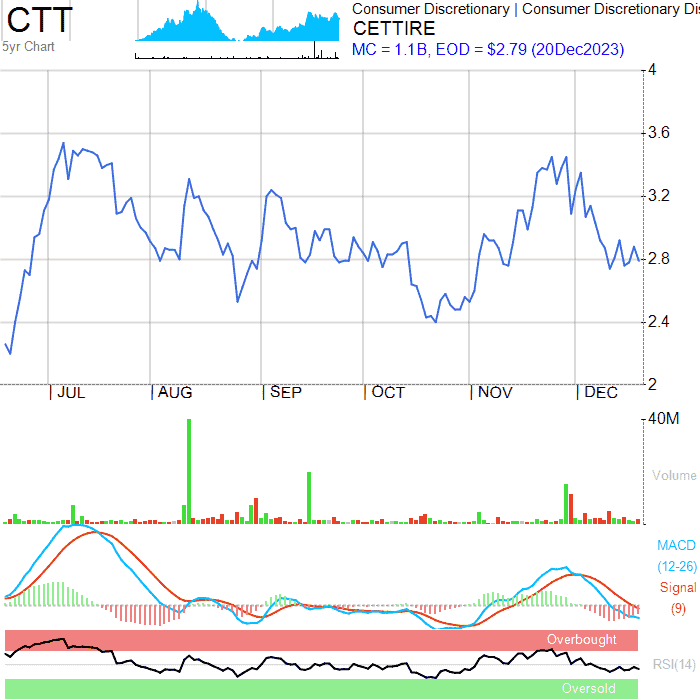 CTT
5yr Chart
Consumer Discretionary | Consumer Discretionary Dis
CETTIRE
MC = 1.1B, EOD = $2.79 (20Dec2023)
4
3.6
3.2
2.8
2.4
2
JUL AUG SEP OCT NOV DEC
40M
Volume
MACD
(12-26)
Signal
(9)
Overbought
RSI(14)
Oversold